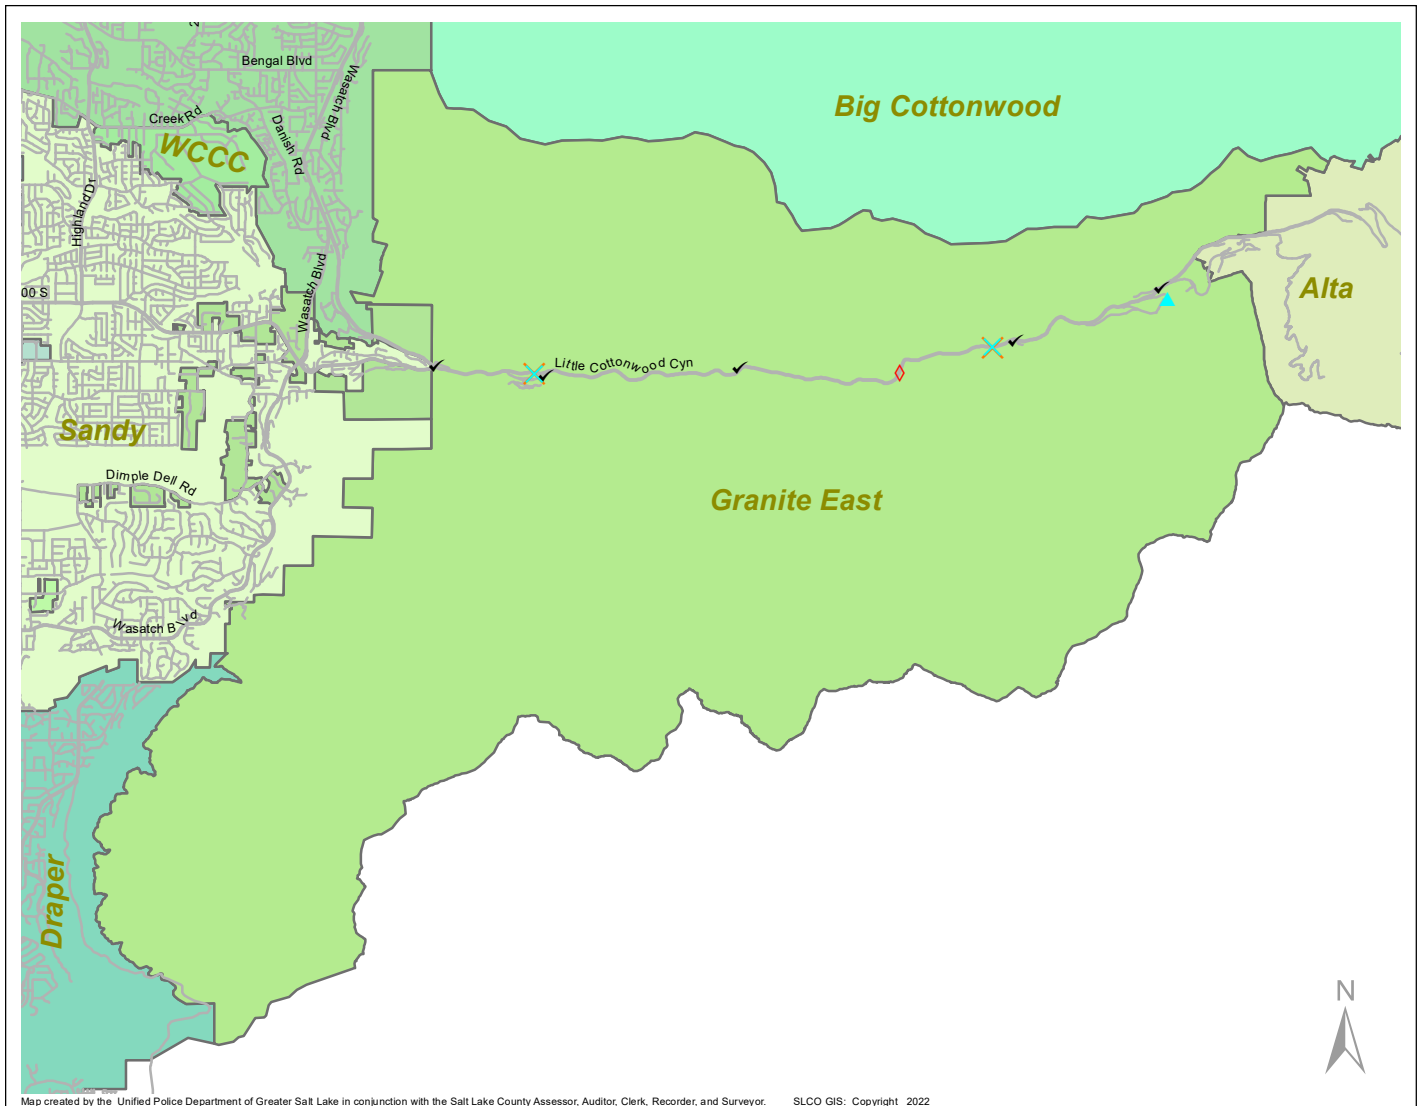 Bengal Blvd
Wasatch Blvd
Creek Rd
Danish Rd
WCCC
Big Cottonwood
Highland Dr
Wasatch Blvd
00 S
Alta
Little Cottonwood Cyn
Sandy
Dimple Dell Rd
Granite East
Wasatch Blvd
Draper
N
Map created by the Unified Police Department of Greater Salt Lake in conjunction with the Salt Lake County Assessor, Auditor, Clerk, Recorder, and Surveyor. SLCO GIS: Copyright 2022